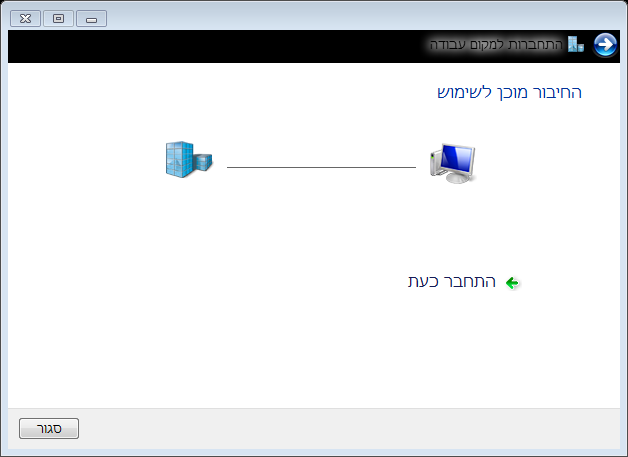 התחברות למקום עבודה
החיבור מוכן לשימוש
התחבר כעת
סגור